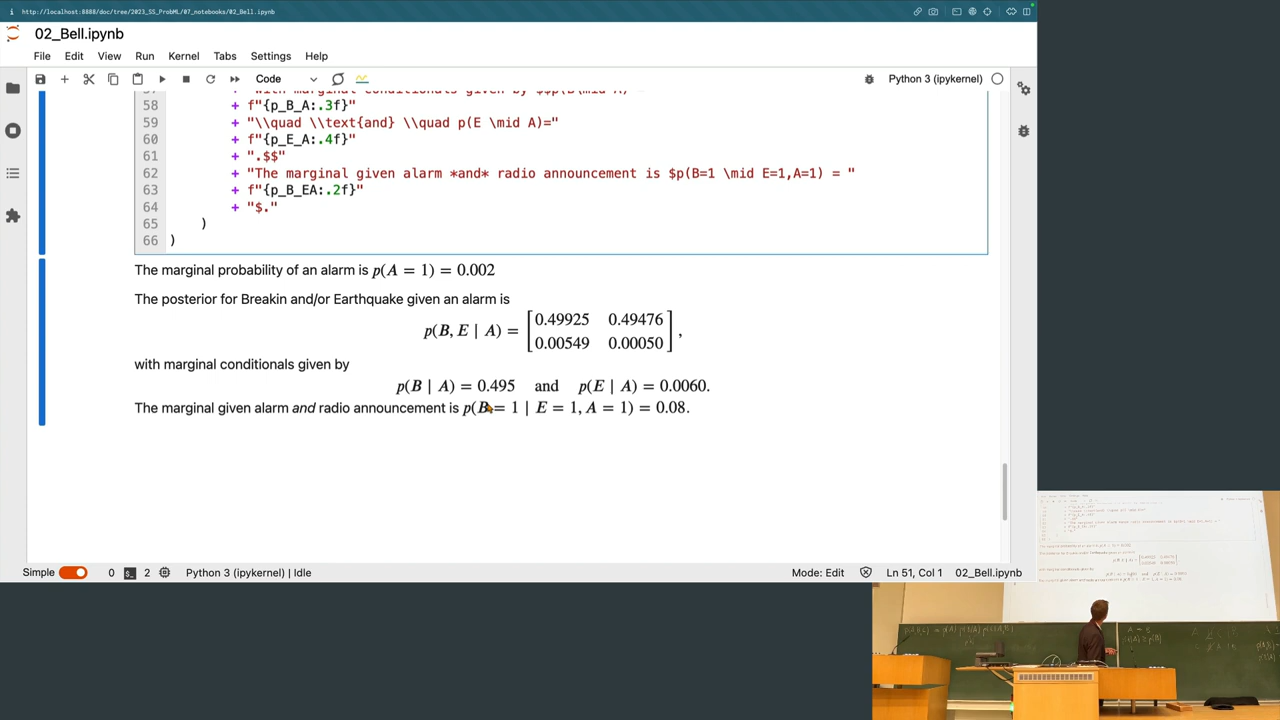 http://localhost:8888/doc/tree/2023_SS_ProbML/07_notebooks/02_Bell.ipynb
02_Bell.ipynb
File Edit View Run Kernel Tabs Settings Help
Code Python 3 (ipykernel)
58 + f"{p_B_A:.3f}"
59 + "\\quad \\text{and} \\quad p(E \mid A)="
60 + f"{p_E_A:.4f}"
61 + ".$$"
62 + "The marginal given alarm *and* radio announcement is $p(B=1 \mid E=1,A=1) = "
63 + f"{p_B_EA:.2f}"
64 + "$."
65 )
66 )
The marginal probability of an alarm is p(A = 1) = 0.002
The posterior for Breakin and/or Earthquake given an alarm is
p(B, E | A) = [ 0.49925 0.49476
0.00549 0.00050 ] ,
with marginal conditionals given by
p(B | A) = 0.495 and p(E | A) = 0.0060.
The marginal given alarm and radio announcement is p(B = 1 | E = 1, A = 1) = 0.08.
Simple 0 2 Python 3 (ipykernel) | Idle Mode: Edit Ln 51, Col 1 02_Bell.ipynb